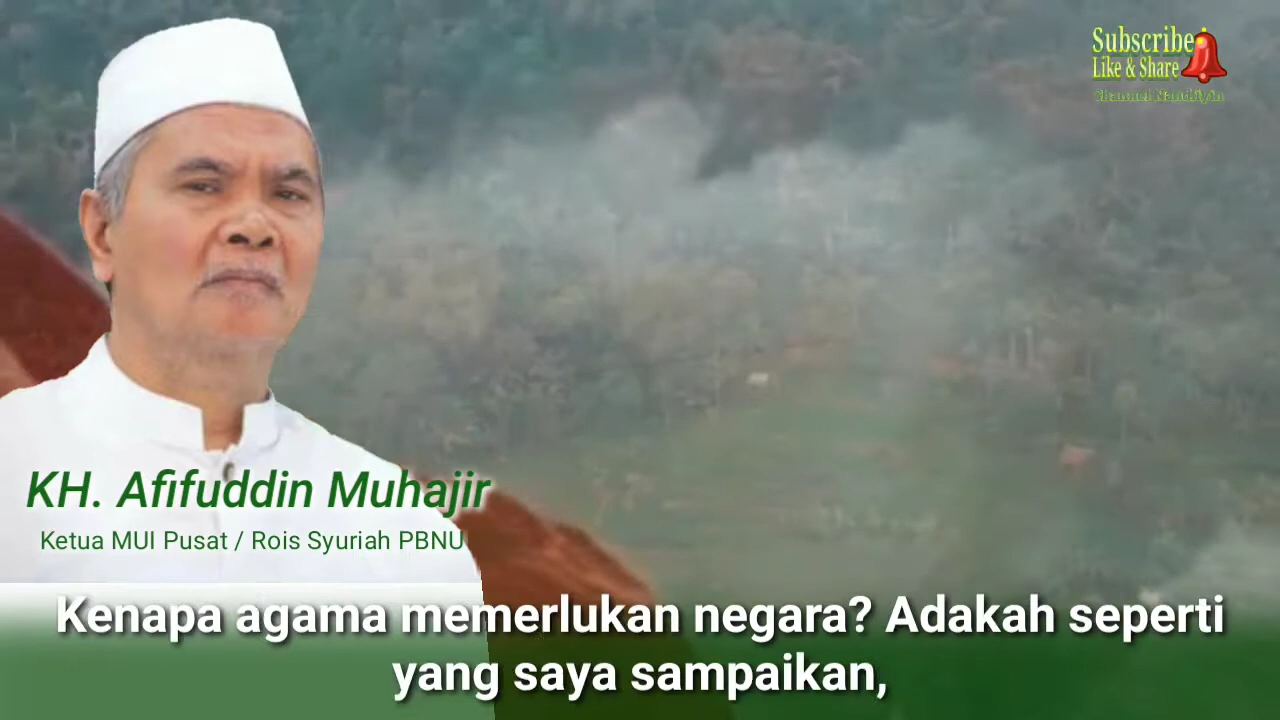 Subscribe
Like & Share
Channel
KH. Afifuddin Muhajir
Ketua MUI Pusat / Rois Syuriah PBNU
Kenapa agama memerlukan negara? Adakah seperti
yang saya sampaikan,